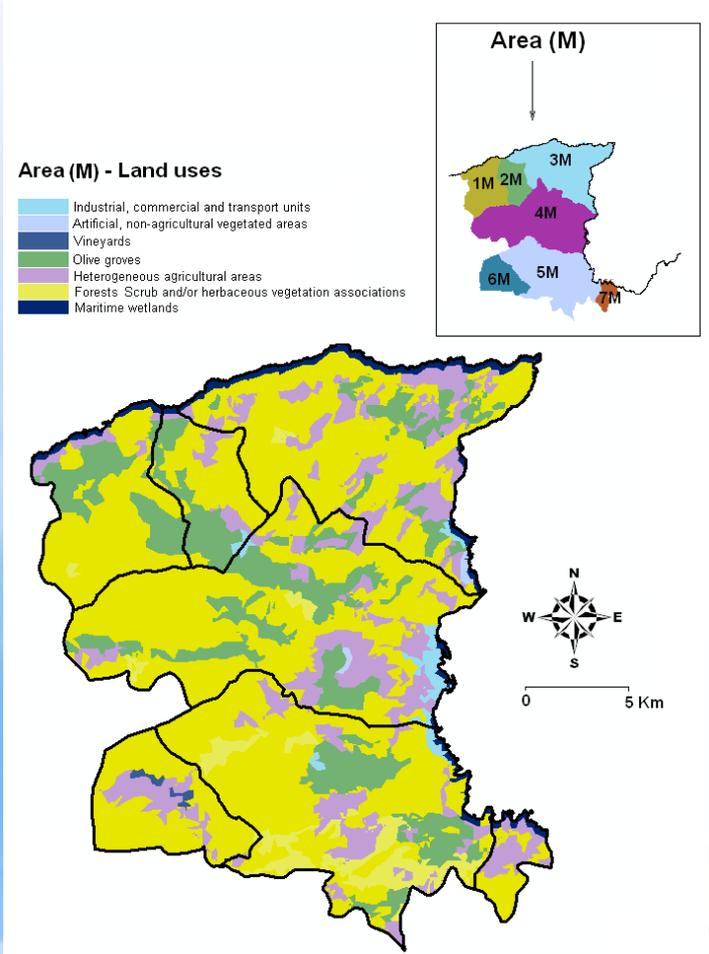 Area (M)
3M
1M
2M
4M
5M
6M
7M
Area (M) - Land uses
Industrial, commercial and transport units
Artificial, non-agricultural vegetated areas
Vineyards
Olive groves
Heterogeneous agricultural areas
Forests Scrub and/or herbaceous vegetation associations
Maritime wetlands
N
W E
S
0 5 Km